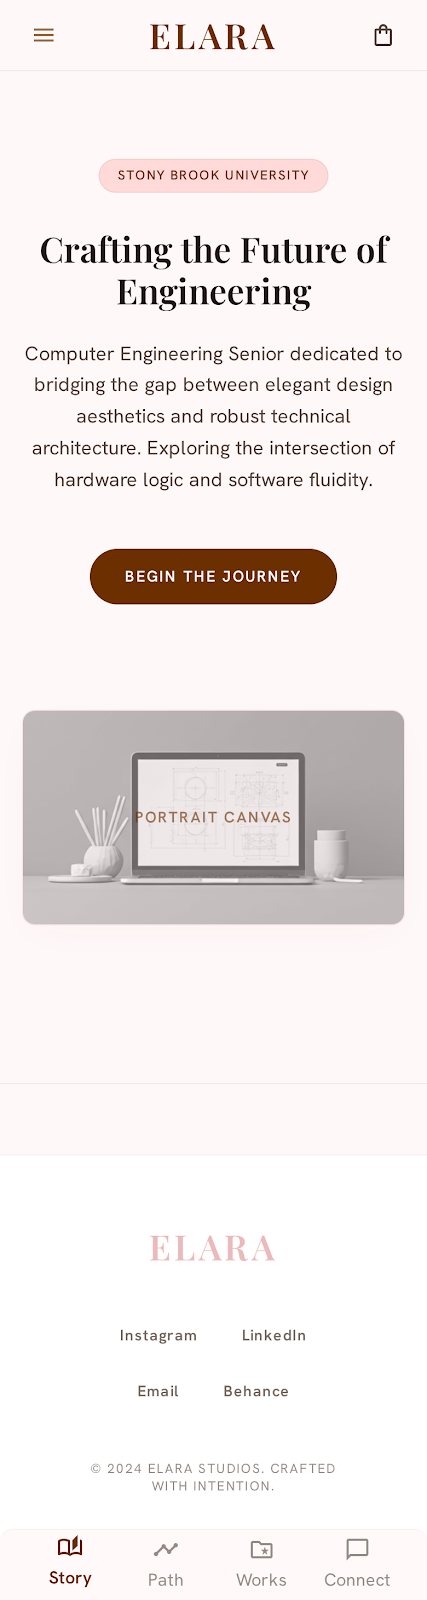 ELARA
STONY BROOK UNIVERSITY
Crafting the Future of
Engineering
Computer Engineering Senior dedicated to
bridging the gap between elegant design
aesthetics and robust technical
architecture. Exploring the intersection of
hardware logic and software fluidity.
BEGIN THE JOURNEY
PORTRAIT CANVAS
ELARA
Instagram LinkedIn
Email Behance
© 2024 ELARA STUDIOS. CRAFTED
WITH INTENTION.
Story Path Works Connect